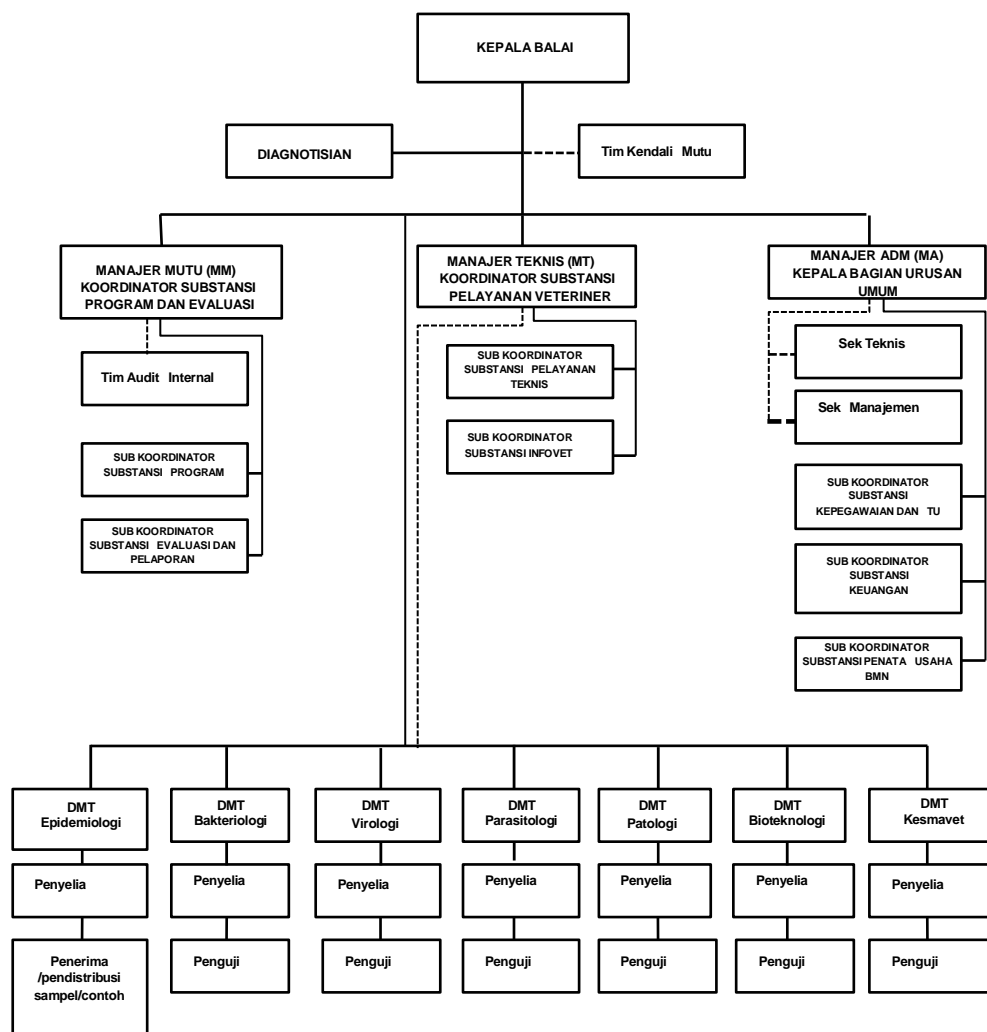 KEPALA BALAI
DIAGNOTISIAN
Tim Kendali Mutu
MANAJER MUTU (MM)
KOORDINATOR SUBSTANSI
PROGRAM DAN EVALUASI
MANAJER TEKNIS (MT)
KOORDINATOR SUBSTANSI
PELAYANAN VETERINER
MANAJER ADM (MA)
KEPALA BAGIAN URUSAN
UMUM
Tim Audit Internal
SUB KOORDINATOR
SUBSTANSI PROGRAM
SUB KOORDINATOR
SUBSTANSI EVALUASI DAN
PELAPORAN
SUB KOORDINATOR
SUBSTANSI PELAYANAN
TEKNIS
SUB KOORDINATOR
SUBSTANSI INFOVET
Sek Teknis
Sek Manajemen
SUB KOORDINATOR
SUBSTANSI
KEPEGAWAIAN DAN TU
SUB KOORDINATOR
SUBSTANSI
KEUANGAN
SUB KOORDINATOR
SUBSTANSI PENATA USAHA
BMN
DMT
Epidemiologi
DMT
Bakteriologi
DMT
Virologi
DMT
Parasitologi
DMT
Patologi
DMT
Bioteknologi
DMT
Kesmavet
Penyelia
Penyelia
Penyelia
Penyelia
Penyelia
Penyelia
Penyelia
Penerima
/pendistribusi
sampel/contoh
Penguji
Penguji
Penguji
Penguji
Penguji
Penguji